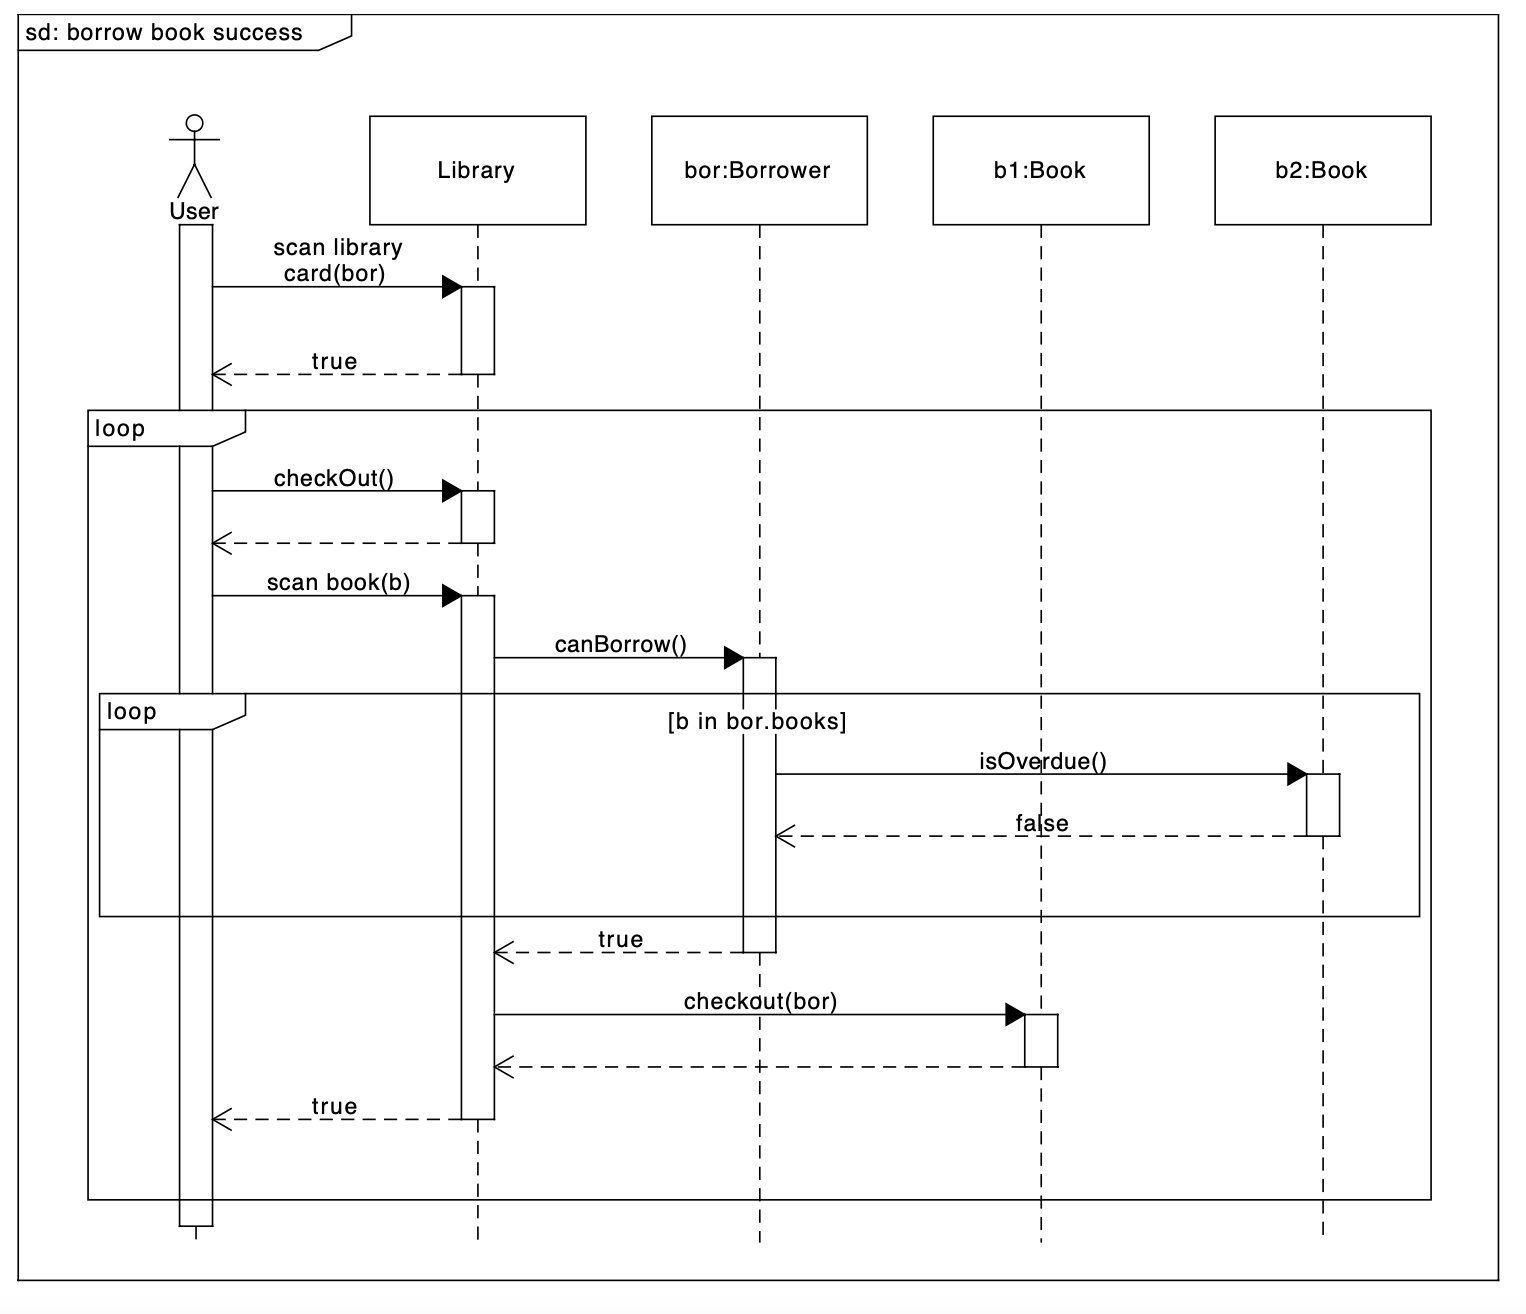 sd: borrow book success
User
Library
bor:Borrower
b1:Book
b2:Book
scan library
card(bor)
true
loop
checkOut()
scan book(b)
canBorrow()
loop
[b in bor.books]
isOverdue()
false
true
checkout(bor)
true